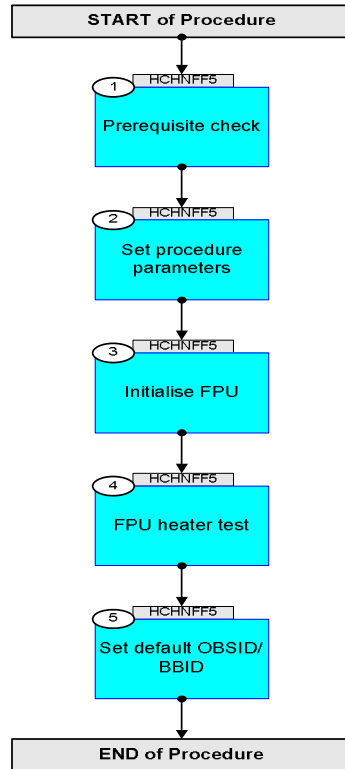 START of Procedure
HCHNFF5
1
Prerequisite check
HCHNFF5
2
Set procedure
parameters
HCHNFF5
3
Initialise FPU
HCHNFF5
4
FPU heater test
HCHNFF5
5
Set default OBSID/
BBID
END of Procedure